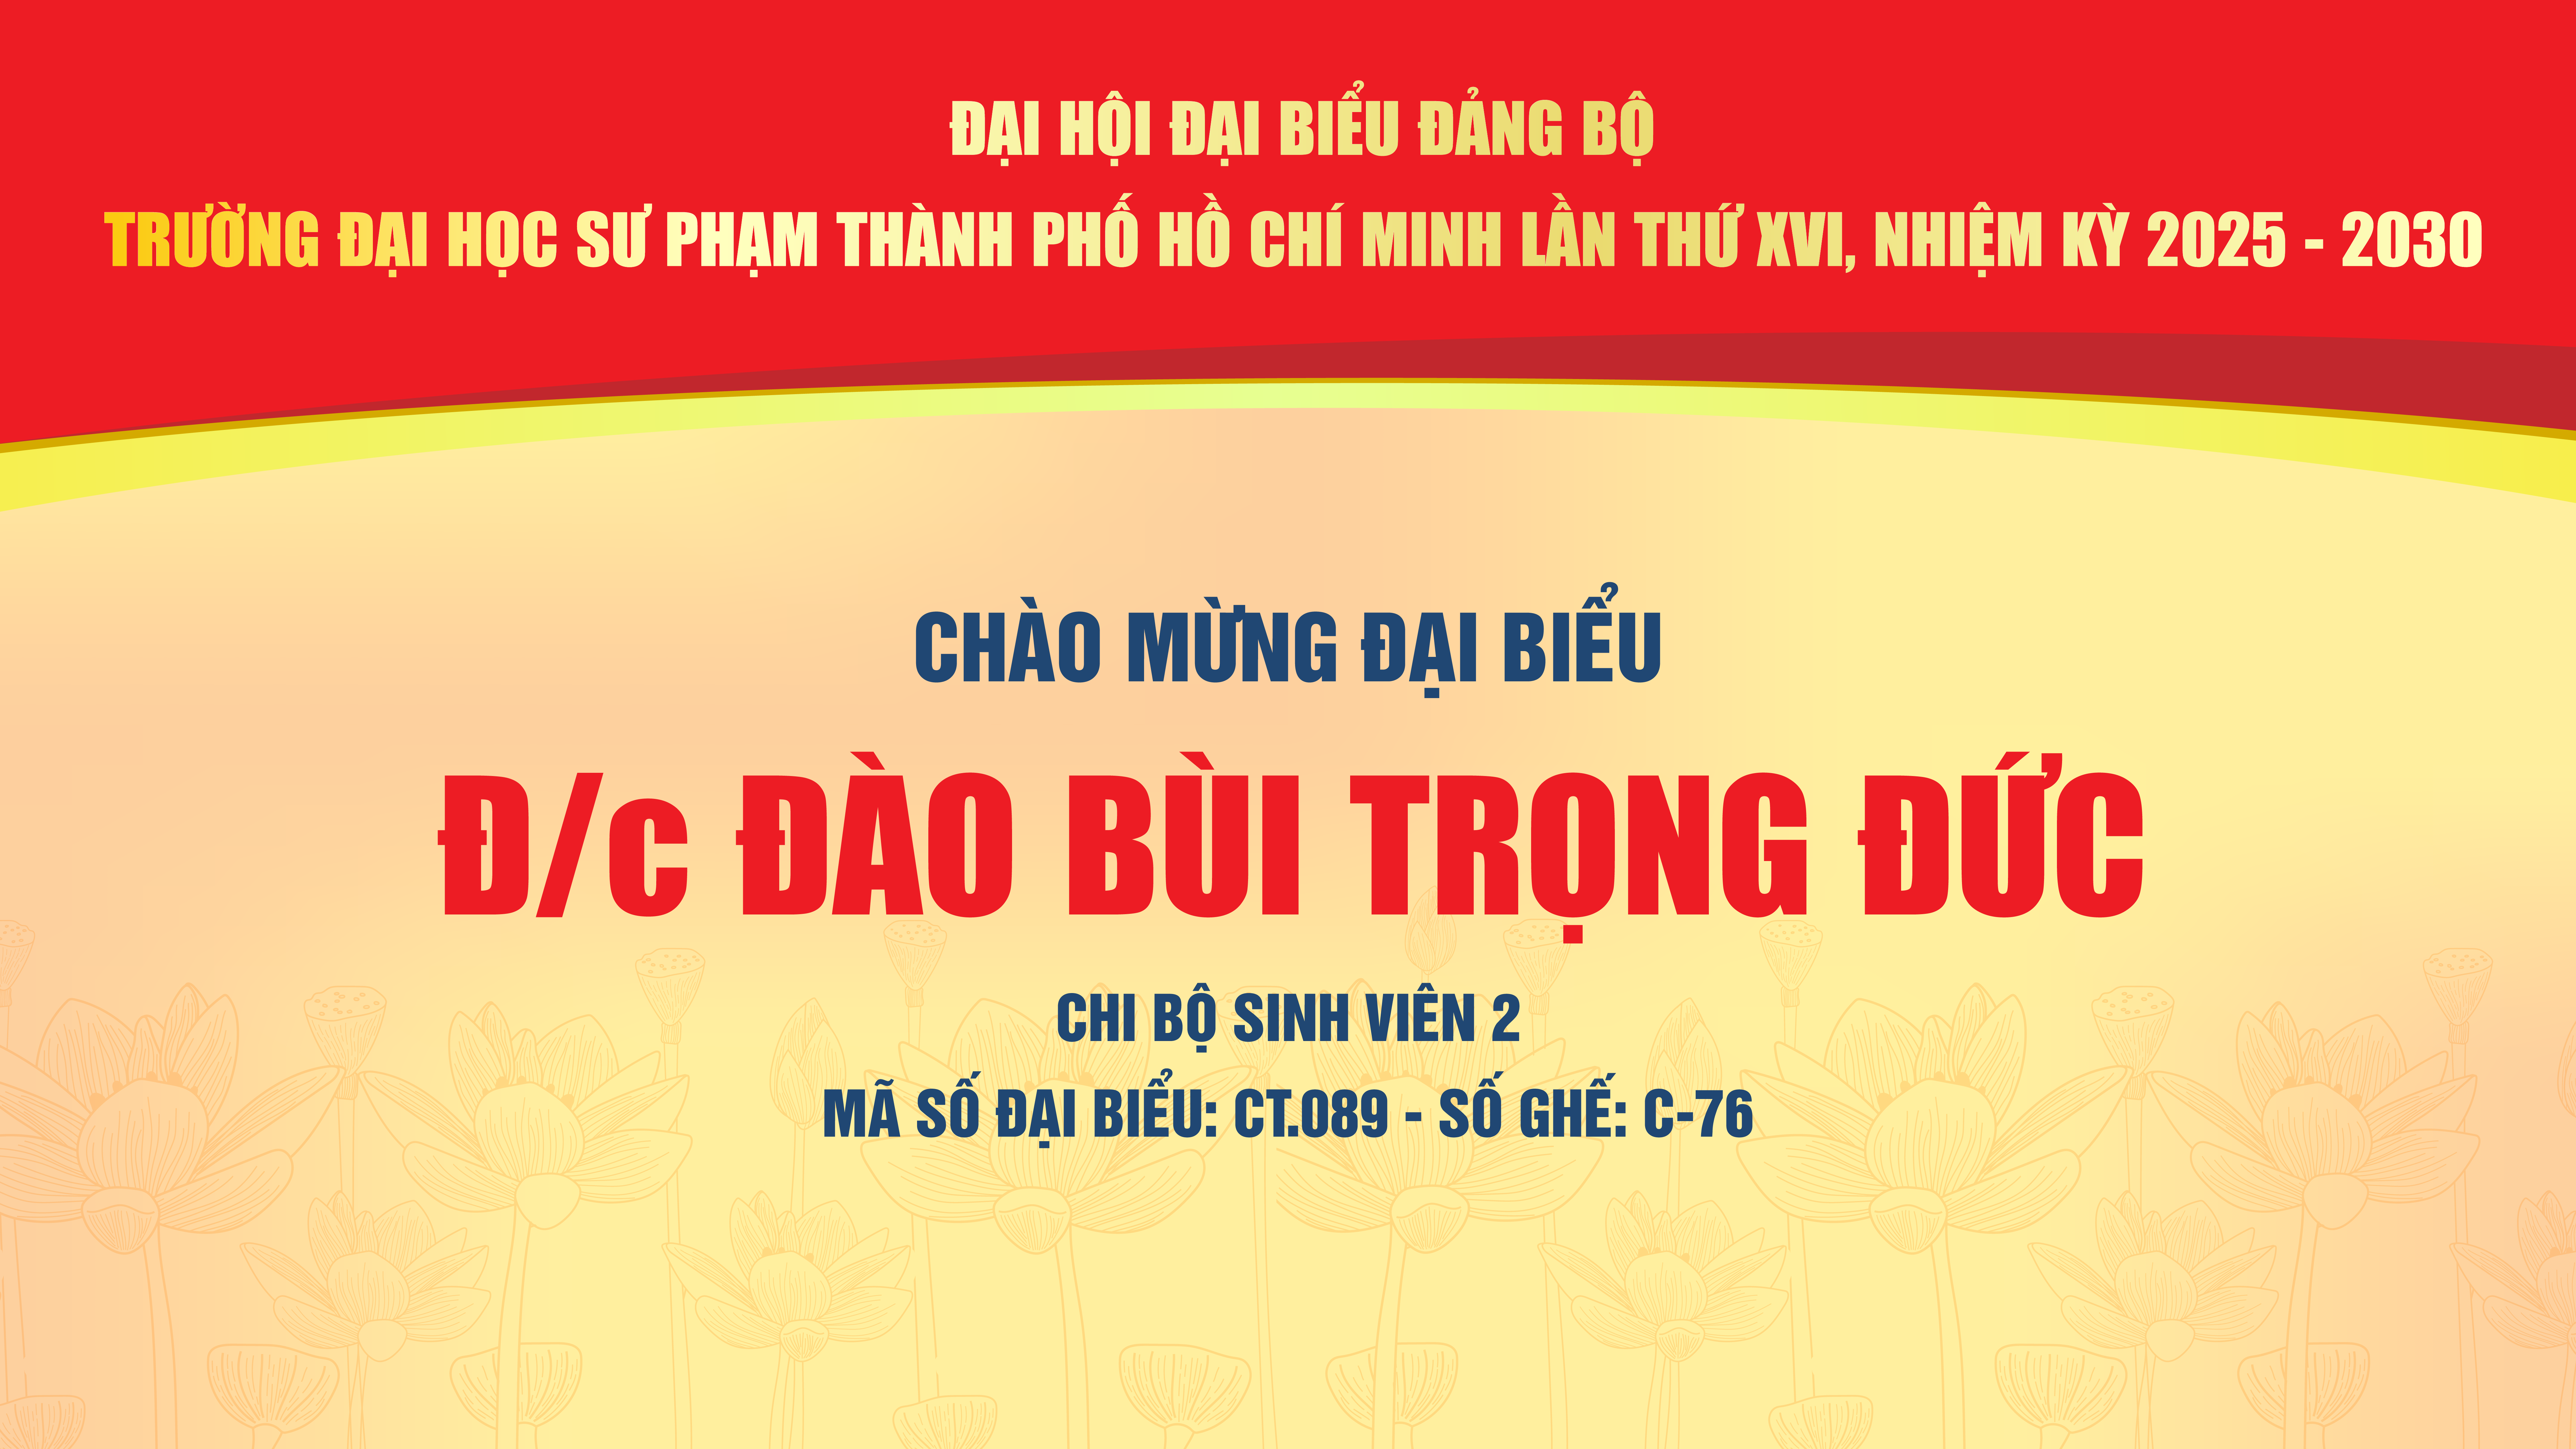 ĐẠI HỘI ĐẠI BIỂU ĐẢNG BỘ
TRƯỜNG ĐẠI HỌC SƯ PHẠM THÀNH PHỐ HỒ CHÍ MINH LẦN THỨ XVI, NHIỆM KỲ 2025 - 2030
CHÀO MỪNG ĐẠI BIỂU
Đ/c ĐÀO BÙI TRỌNG ĐỨC
CHI BỘ SINH VIÊN 2
MÃ SỐ ĐẠI BIỂU: CT.089 - SỐ GHẾ: C-76